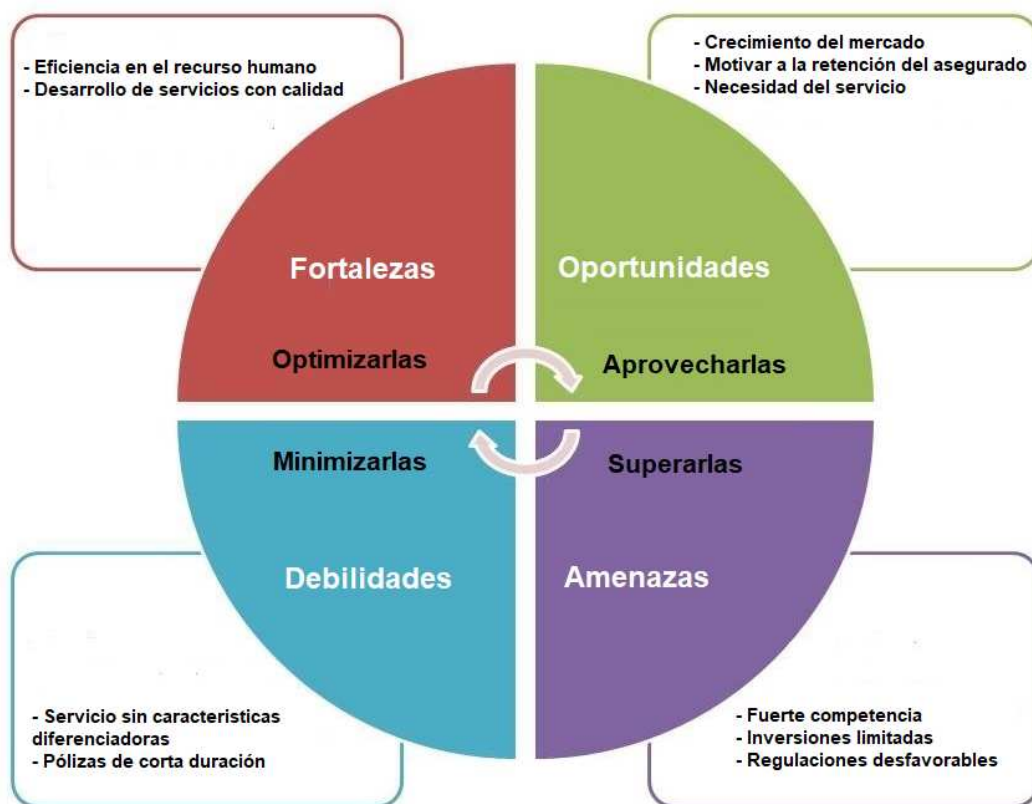 - Eficiencia en el recurso humano
- Desarrollo de servicios con calidad
- Crecimiento del mercado
- Motivar a la retención del asegurado
- Necesidad del servicio
Fortalezas
Oportunidades
Optimizarlas
Aprovecharlas
Minimizarlas
Superarlas
Debilidades
Amenazas
- Servicio sin caracteristicas
diferenciadoras
- Pólizas de corta duración
- Fuerte competencia
- Inversiones limitadas
- Regulaciones desfavorables